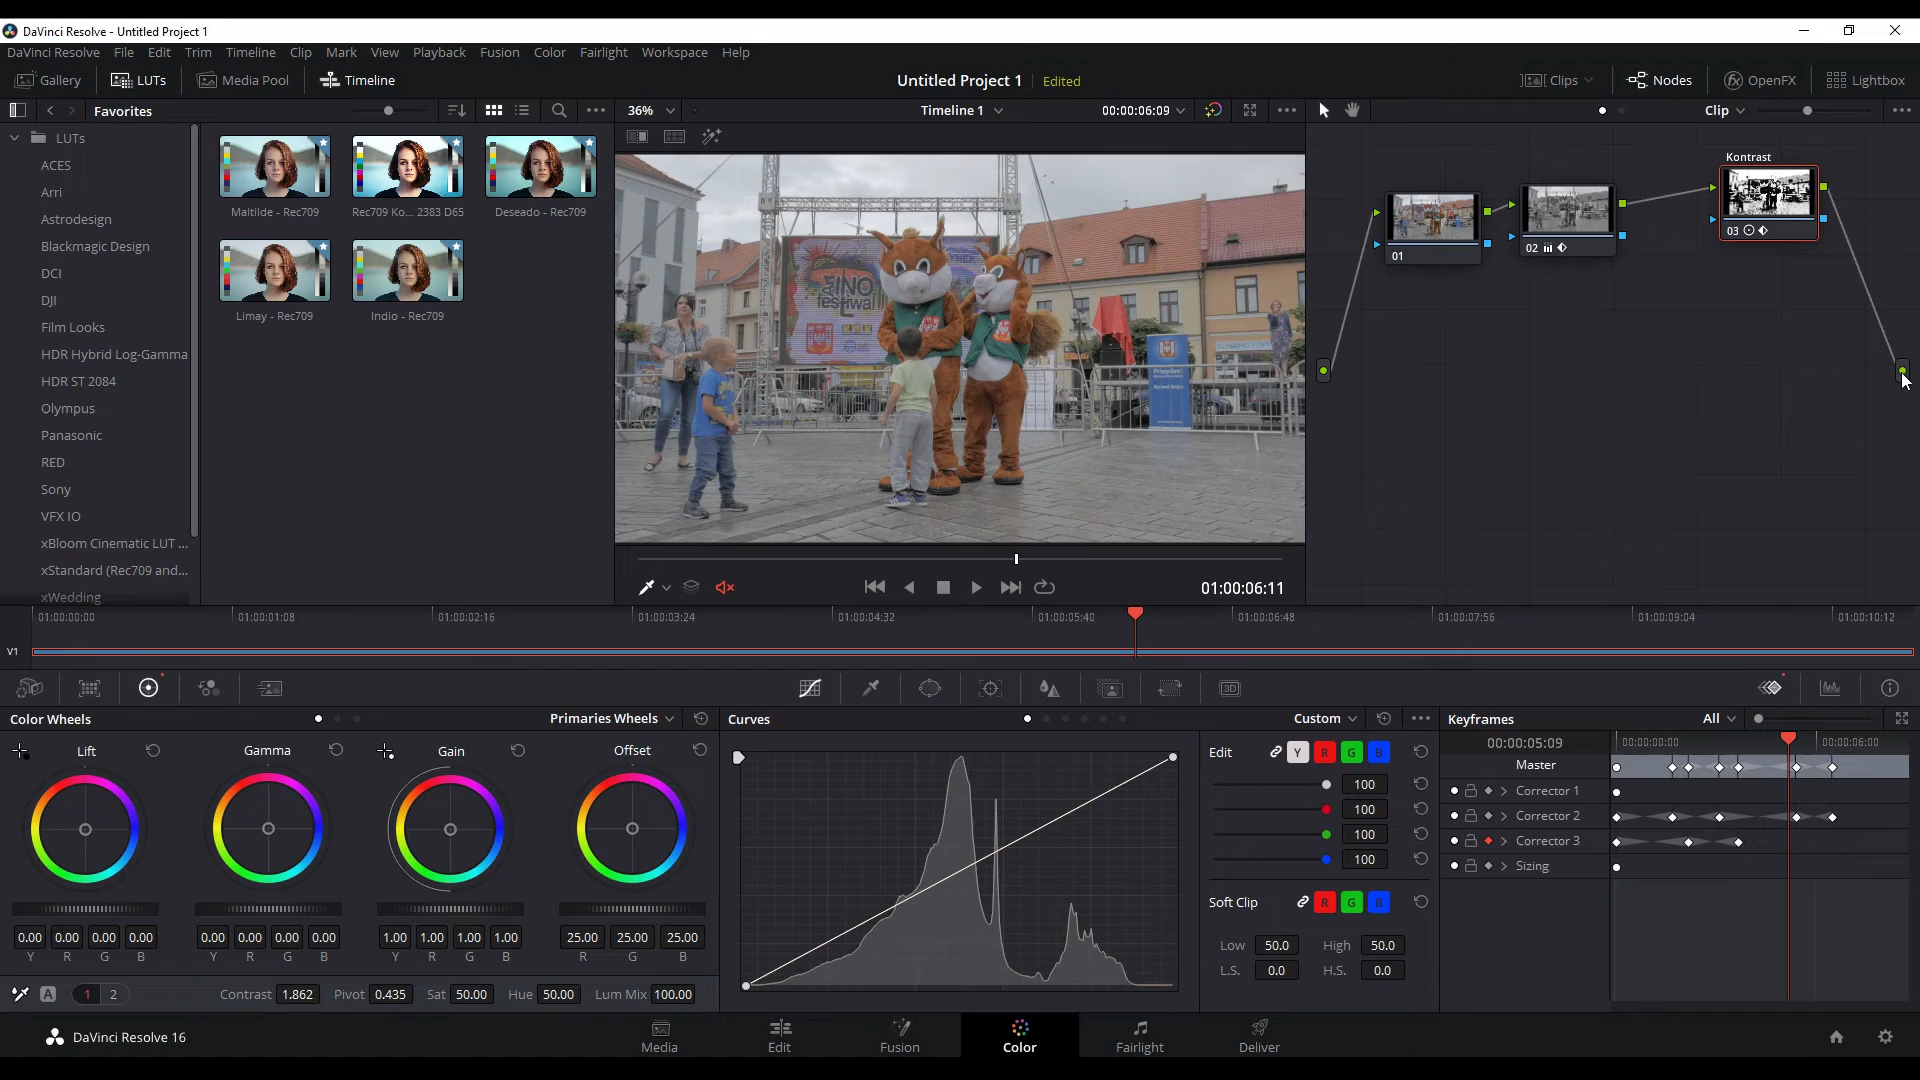 DaVinci Resolve - Untitled Project 1
DaVinci Resolve File Edit Trim Timeline Clip Mark View Playback Fusion Color Fairlight Workspace Help
Gallery LUTs Media Pool Timeline Untitled Project 1 Edited Clips Nodes OpenFX Lightbox
Favorites 36% Timeline 1 00:00:06:09 Clip
LUTs
ACES
Arri
Astrodesign
Blackmagic Design
DCI
DJI
Film Looks
HDR Hybrid Log-Gamma
HDR ST 2084
Olympus
Panasonic
RED
Sony
VFX IO
xBloom Cinematic LUT ...
xStandard (Rec709 and...
xWedding
Maltilde - Rec709 Rec709 Ko... 2383 D65 Deseado - Rec709
Limay - Rec709 Indio - Rec709
INO
festiwal
Kontrast
01 02 03
01:00:06:11
01:00:00:00 01:00:01:08 01:00:02:16 01:00:03:24 01:00:04:32 01:00:05:40 01:00:06:48 01:00:07:56 01:00:09:04 01:00:10:12
V1
3D
Color Wheels Primaries Wheels
Lift Gamma Gain Offset
0.00 0.00 0.00 0.00 0.00 0.00 0.00 0.00 1.00 1.00 1.00 1.00 25.00 25.00 25.00
Y R G B Y R G B Y R G B R G B
A 1 2 Contrast 1.862 Pivot 0.435 Sat 50.00 Hue 50.00 Lum Mix 100.00
Curves Custom
Edit Y R G B
100
100
100
100
Soft Clip R G B
Low 50.0 High 50.0
L.S. 0.0 H.S. 0.0
Keyframes All
00:00:05:09 00:00:00:00 00:00:06:00
Master
Corrector 1
Corrector 2
Corrector 3
Sizing
DaVinci Resolve 16 Media Edit Fusion Color Fairlight Deliver